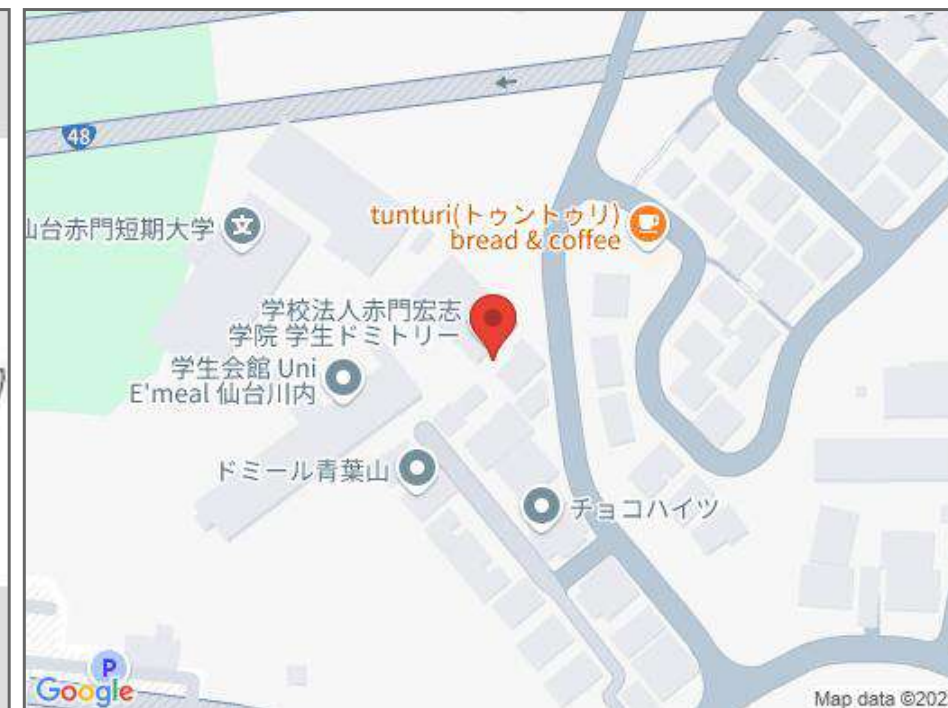 48
仙台赤門短期大学
tunturi(トゥントゥリ)
bread & coffee
学校法人赤門宏志
学院 学生ドミトリー
学生会館 Uni
E'meal 仙台川内
ドミール青葉山
チョコハイツ
P
Google
Map data ©202